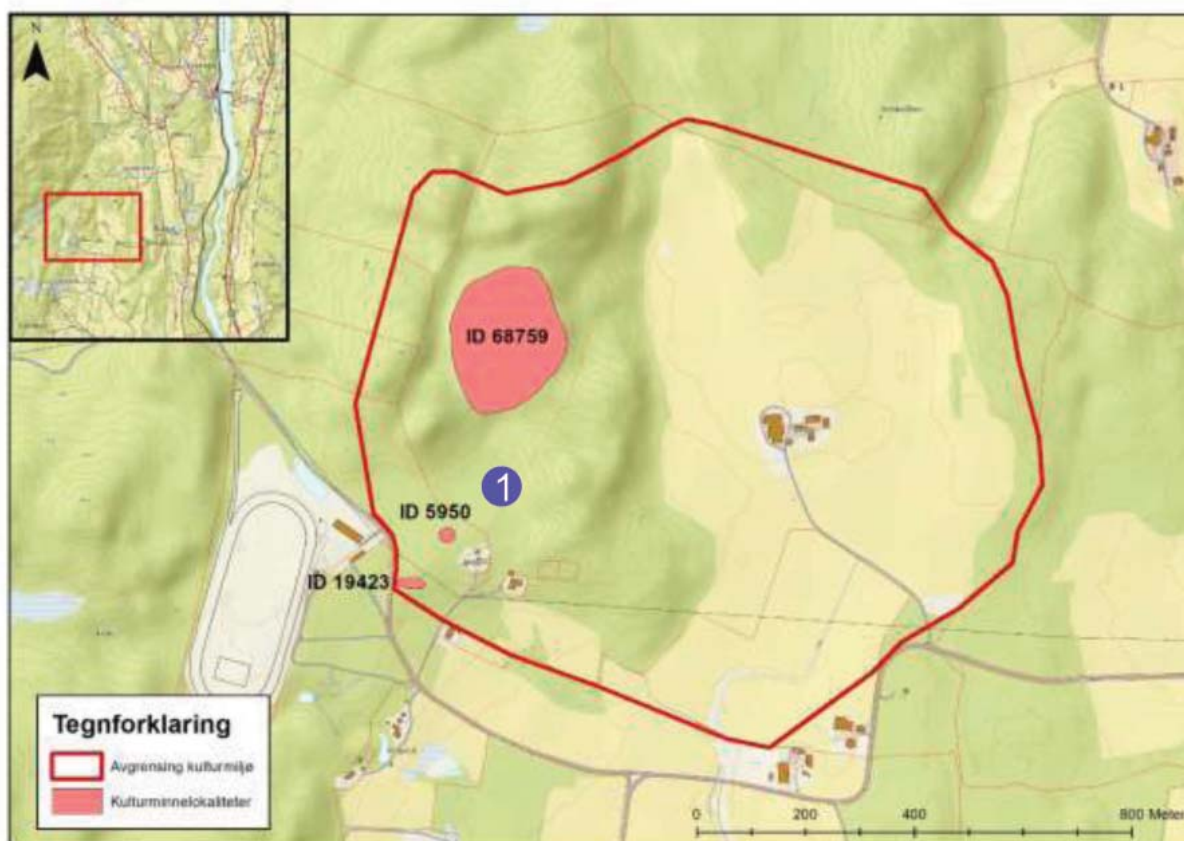 N
ID 68759
1
ID 5950
ID 19423
Tegnforklaring
Avgrensing kulturmiljø
Kulturminnelokaliteter
0 200 400 800 Meter